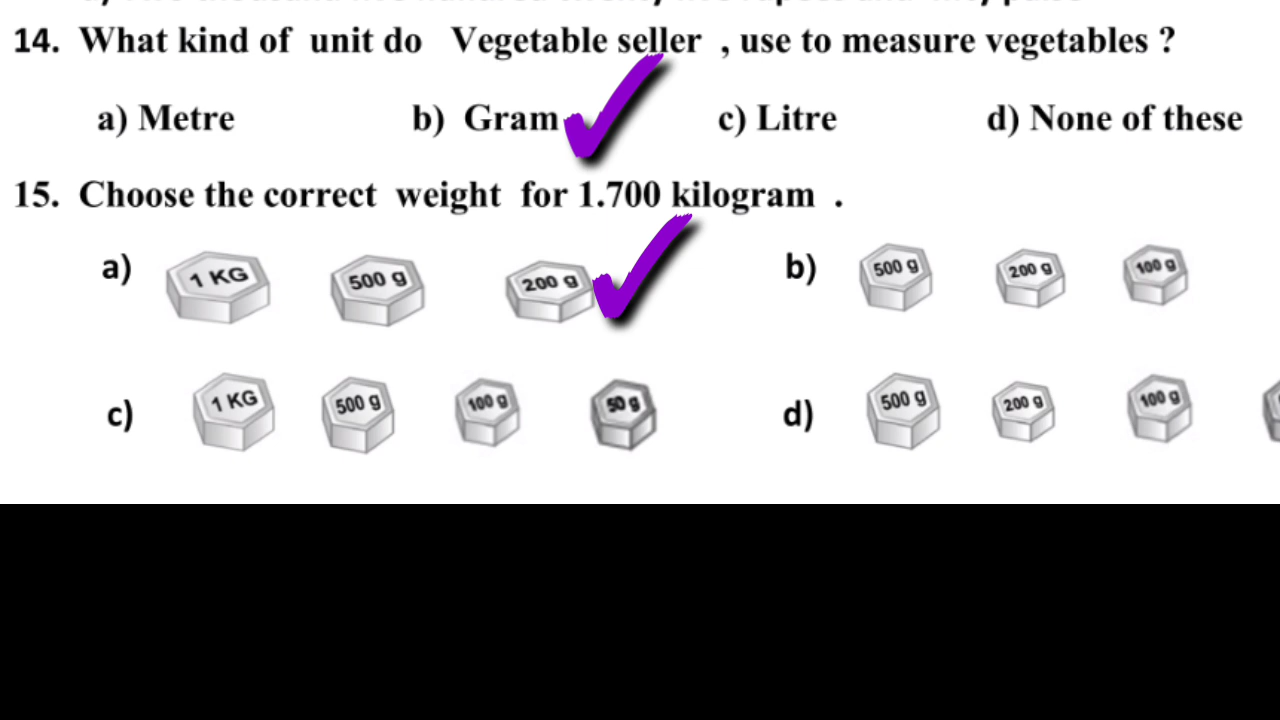 14. What kind of unit do Vegetable seller , use to measure vegetables ?
a) Metre b) Gram c) Litre d) None of these
15. Choose the correct weight for 1.700 kilogram .
a) 1 KG 500 g 200 g b) 500 g 200 g 100 g
c) 1 KG 500 g 100 g 50 g d) 500 g 200 g 100 g